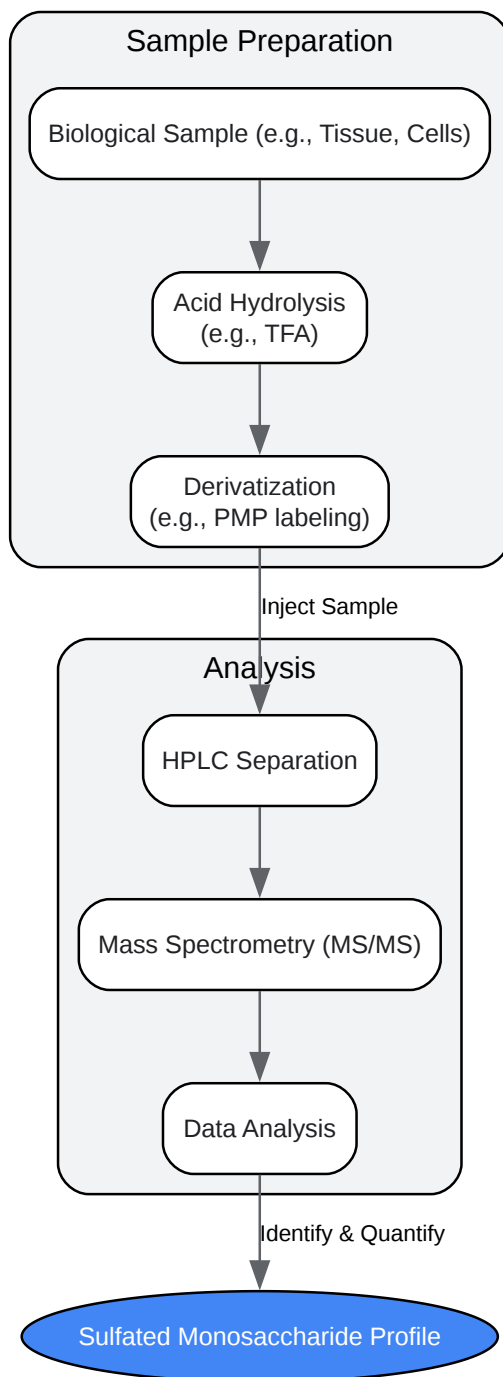 Sample Preparation
Biological Sample (e.g., Tissue, Cells)
Acid Hydrolysis
(e.g., TFA)
Derivatization
(e.g., PMP labeling)
Inject Sample
Analysis
HPLC Separation
Mass Spectrometry (MS/MS)
Data Analysis
Identify & Quantify
Sulfated Monosaccharide Profile